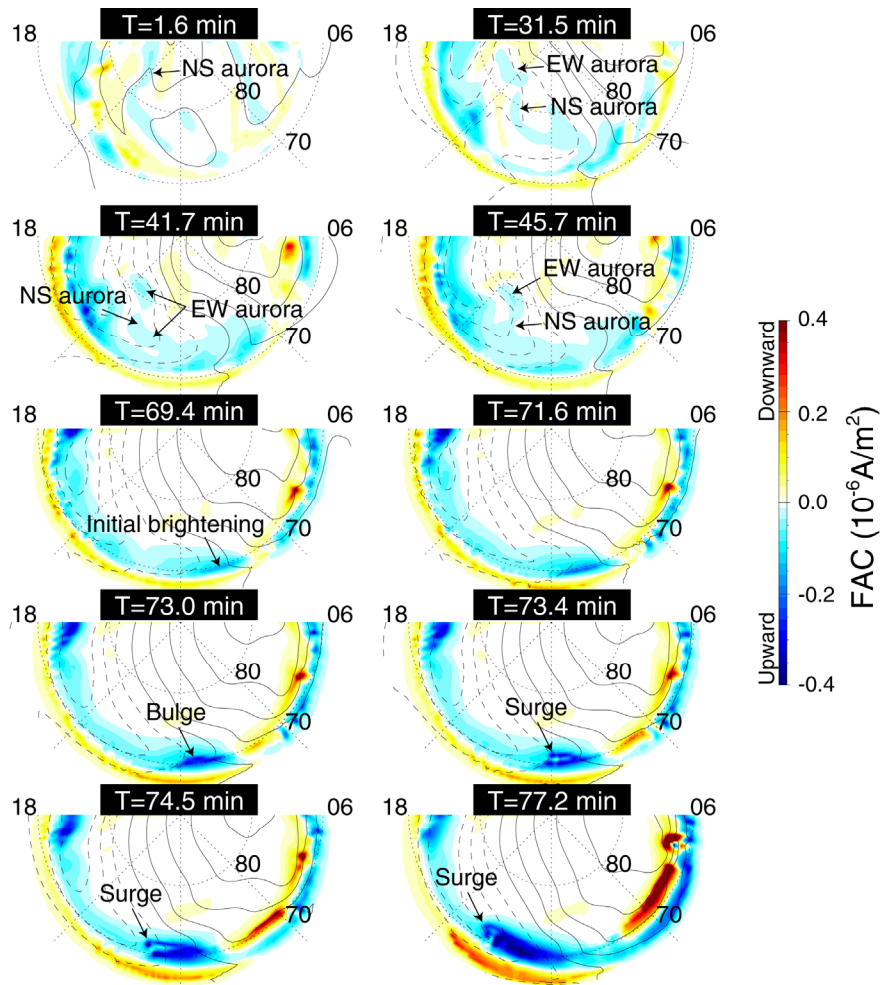 18 T=1.6 min 06 T=31.5 min 06
NS aurora
80
70
EW aurora
80
NS aurora
70
18 T=41.7 min 06 18 T=45.7 min 06
NS aurora
80
EW aurora
70
EW aurora
80
NS aurora
70
18 T=69.4 min 06 18 T=71.6 min 06
80
Initial brightening
70
80
70
18 T=73.0 min 06 18 T=73.4 min 06
80
Bulge
70
80
Surge
70
18 T=74.5 min 06 18 T=77.2 min 06
80
Surge
70
80
Surge
70
Downward
Upward
0.4
0.2
0.0
-0.2
-0.4
FAC (10⁻⁶A/m²)